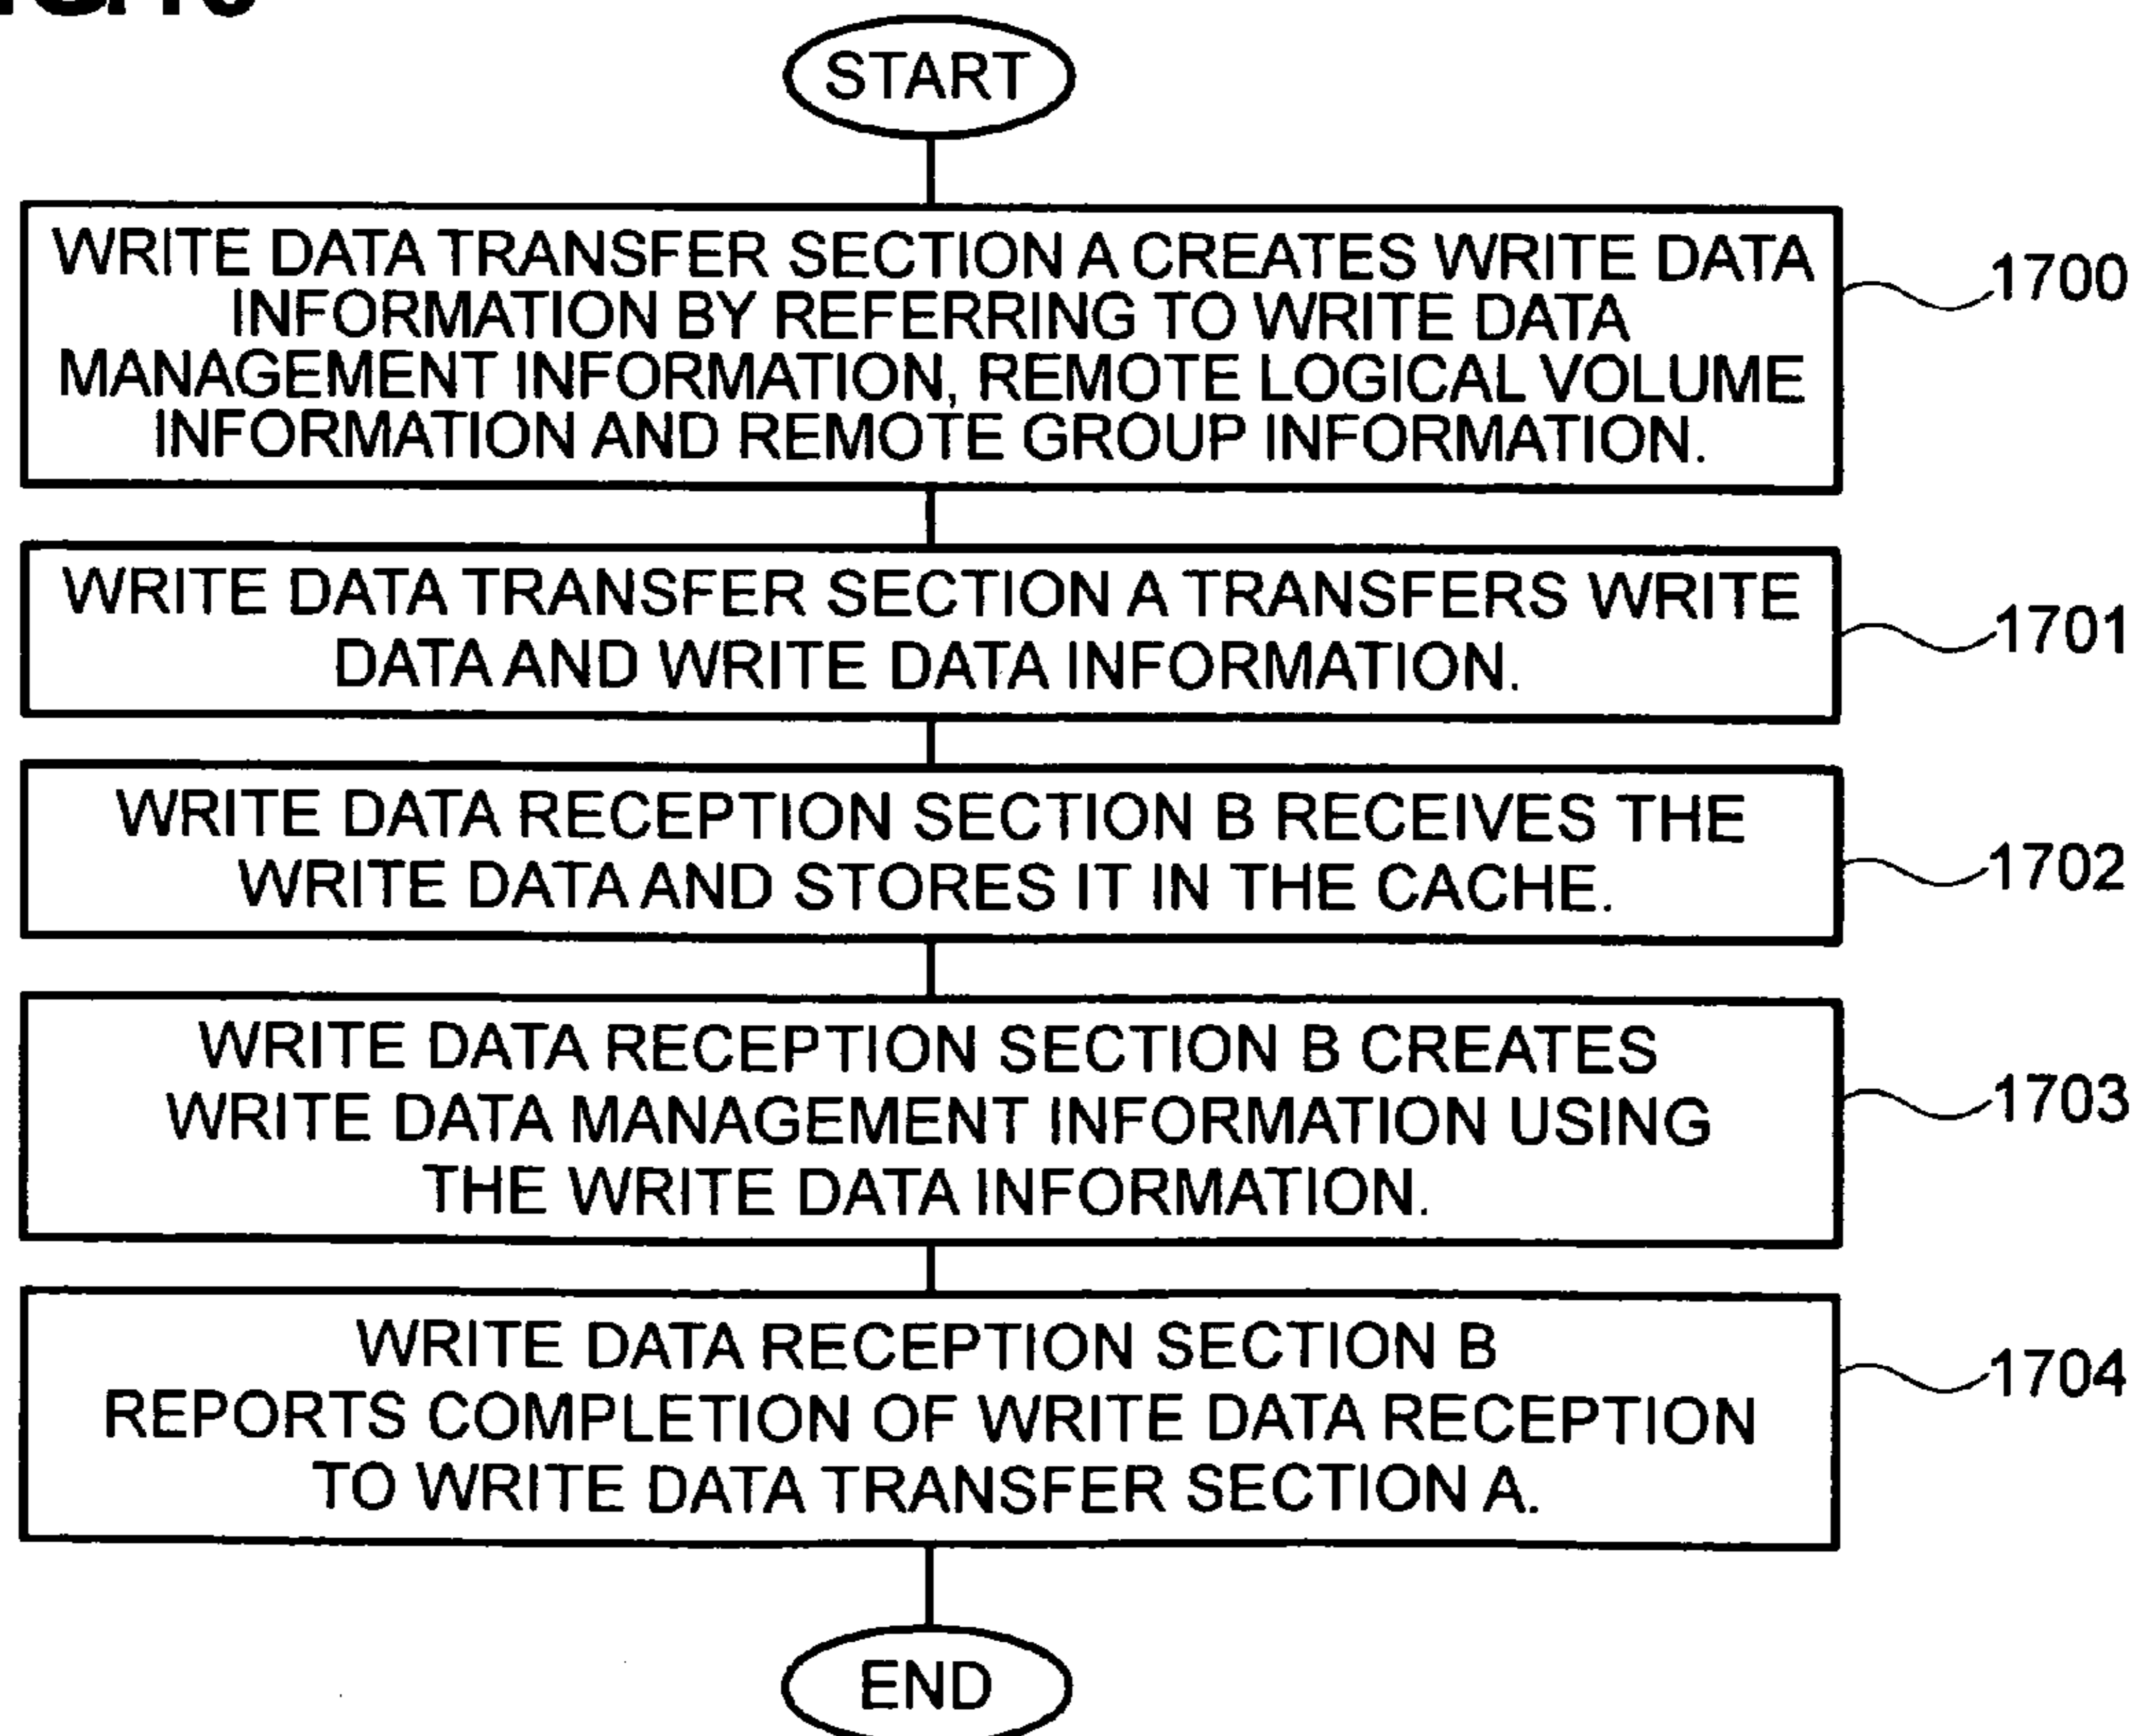 START
WRITE DATA TRANSFER SECTION A CREATES WRITE DATA
INFORMATION BY REFERRING TO WRITE DATA
MANAGEMENT INFORMATION, REMOTE LOGICAL VOLUME
INFORMATION AND REMOTE GROUP INFORMATION.
1700
WRITE DATA TRANSFER SECTION A TRANSFERS WRITE
DATA AND WRITE DATA INFORMATION.
1701
WRITE DATA RECEPTION SECTION B RECEIVES THE
WRITE DATA AND STORES IT IN THE CACHE.
1702
WRITE DATA RECEPTION SECTION B CREATES
WRITE DATA MANAGEMENT INFORMATION USING
THE WRITE DATA INFORMATION.
1703
WRITE DATA RECEPTION SECTION B
REPORTS COMPLETION OF WRITE DATA RECEPTION
TO WRITE DATA TRANSFER SECTION A.
1704
END